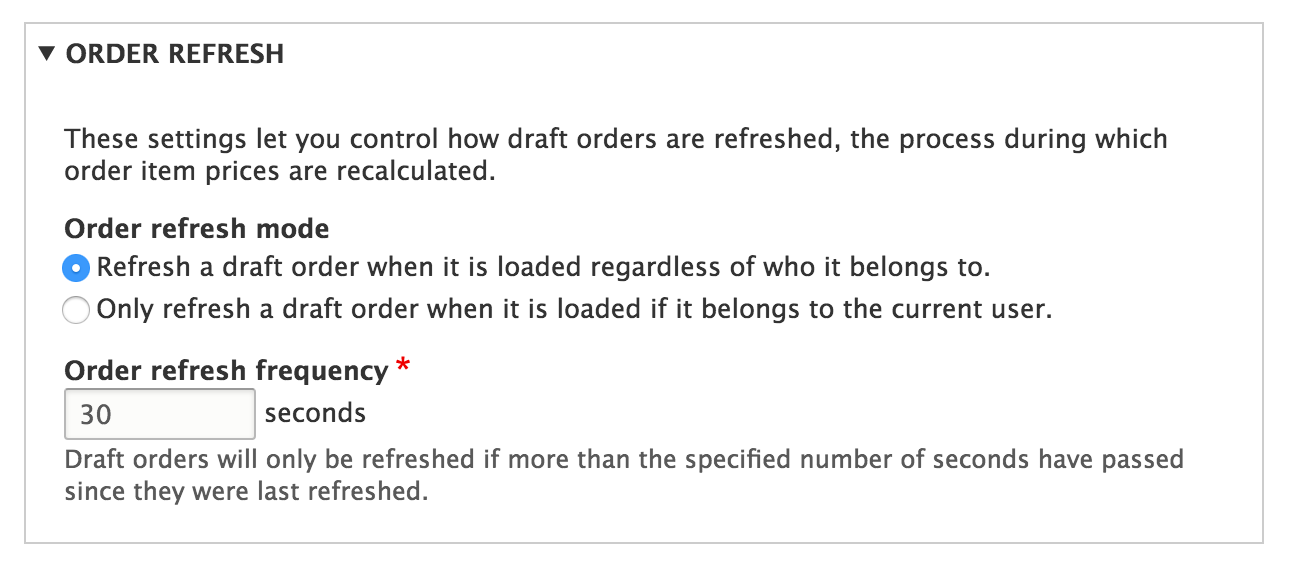 ▼ ORDER REFRESH
These settings let you control how draft orders are refreshed, the process during which
order item prices are recalculated.
Order refresh mode
Refresh a draft order when it is loaded regardless of who it belongs to.
Only refresh a draft order when it is loaded if it belongs to the current user.
Order refresh frequency *
30 seconds
Draft orders will only be refreshed if more than the specified number of seconds have passed
since they were last refreshed.